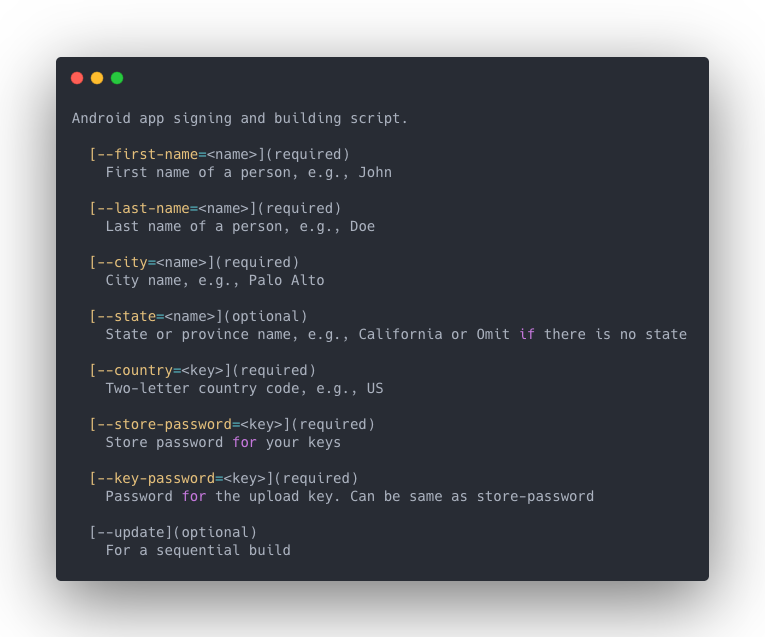 Android app signing and building script.
[--first-name=<name>](required)
First name of a person, e.g., John
[--last-name=<name>](required)
Last name of a person, e.g., Doe
[--city=<name>](required)
City name, e.g., Palo Alto
[--state=<name>](optional)
State or province name, e.g., California or Omit if there is no state
[--country=<key>](required)
Two-letter country code, e.g., US
[--store-password=<key>](required)
Store password for your keys
[--key-password=<key>](required)
Password for the upload key. Can be same as store-password
[--update](optional)
For a sequential build